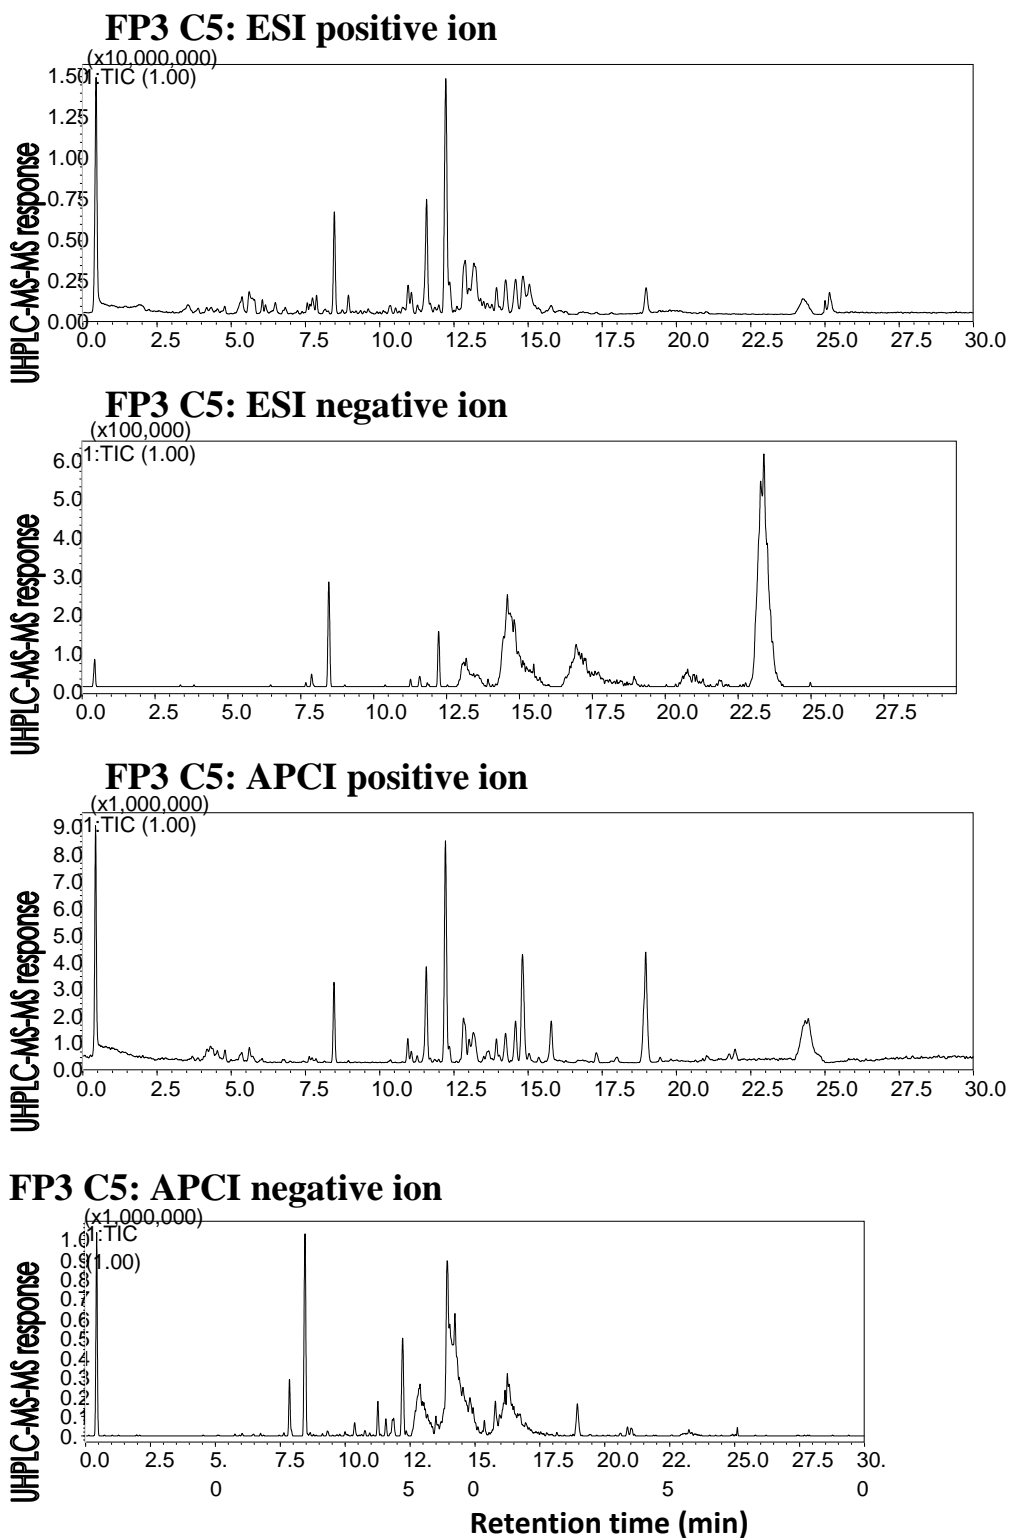 FP3 C5: ESI positive ion
(x10,000,000)
1:TIC (1.00)
1.50
1.25
1.00
0.75
0.50
0.25
0.00
UHPLC-MS-MS response
0.0 2.5 5.0 7.5 10.0 12.5 15.0 17.5 20.0 22.5 25.0 27.5 30.0
FP3 C5: ESI negative ion
(x100,000)
1:TIC (1.00)
6.0
5.0
4.0
3.0
2.0
1.0
0.0
UHPLC-MS-MS response
0.0 2.5 5.0 7.5 10.0 12.5 15.0 17.5 20.0 22.5 25.0 27.5
FP3 C5: APCI positive ion
(x1,000,000)
1:TIC (1.00)
9.0
8.0
7.0
6.0
5.0
4.0
3.0
2.0
1.0
0.0
UHPLC-MS-MS response
0.0 2.5 5.0 7.5 10.0 12.5 15.0 17.5 20.0 22.5 25.0 27.5 30.0
FP3 C5: APCI negative ion
(x1,000,000)
1:TIC
(1.00)
1.0
0.9
0.8
0.7
0.6
0.5
0.4
0.3
0.2
0.1
0.
UHPLC-MS-MS response
0.0 2.5 5. 7.5 10.0 12. 15. 17.5 20.0 22. 25.0 27.5 30.
0 5 0 5 0
Retention time (min)